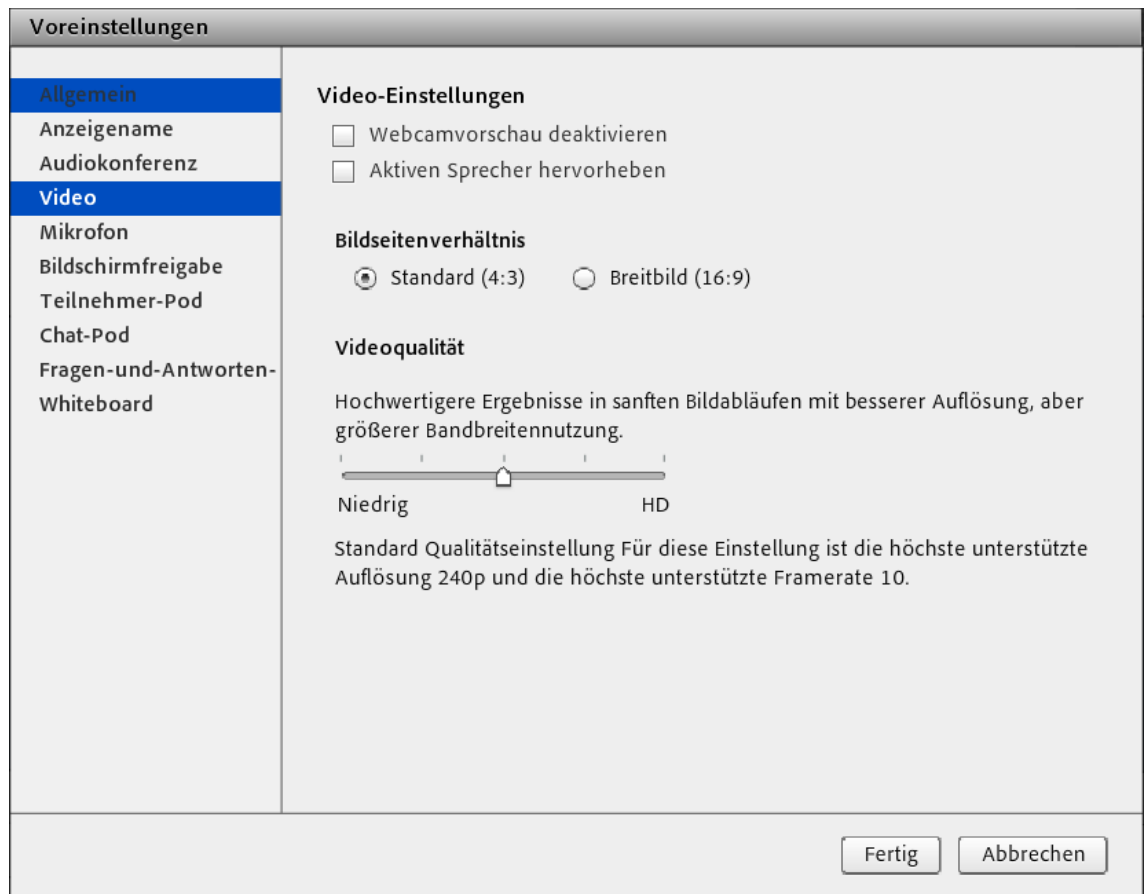 Voreinstellungen
Allgemein
Anzeigename
Audiokonferenz
Video
Mikrofon
Bildschirmfreigabe
Teilnehmer-Pod
Chat-Pod
Fragen-und-Antworten-
Whiteboard
Video-Einstellungen
Webcamvorschau deaktivieren
Aktiven Sprecher hervorheben
Bildseitenverhältnis
Standard (4:3) Breitbild (16:9)
Videoqualität
Hochwertigere Ergebnisse in sanften Bildabläufen mit besserer Auflösung, aber
größerer Bandbreitennutzung.
Niedrig HD
Standard Qualitätseinstellung Für diese Einstellung ist die höchste unterstützte
Auflösung 240p und die höchste unterstützte Framerate 10.
Fertig Abbrechen